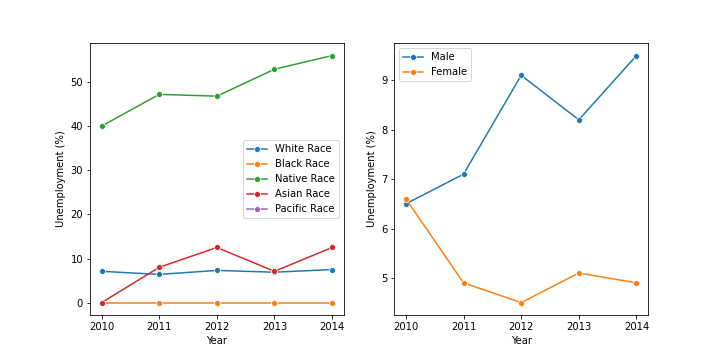 50
40
30
20
10
0
Unemployment (%)
White Race
Black Race
Native Race
Asian Race
Pacific Race
2010 2011 2012 2013 2014
Year
9
8
7
6
5
Unemployment (%)
Male
Female
2010 2011 2012 2013 2014
Year